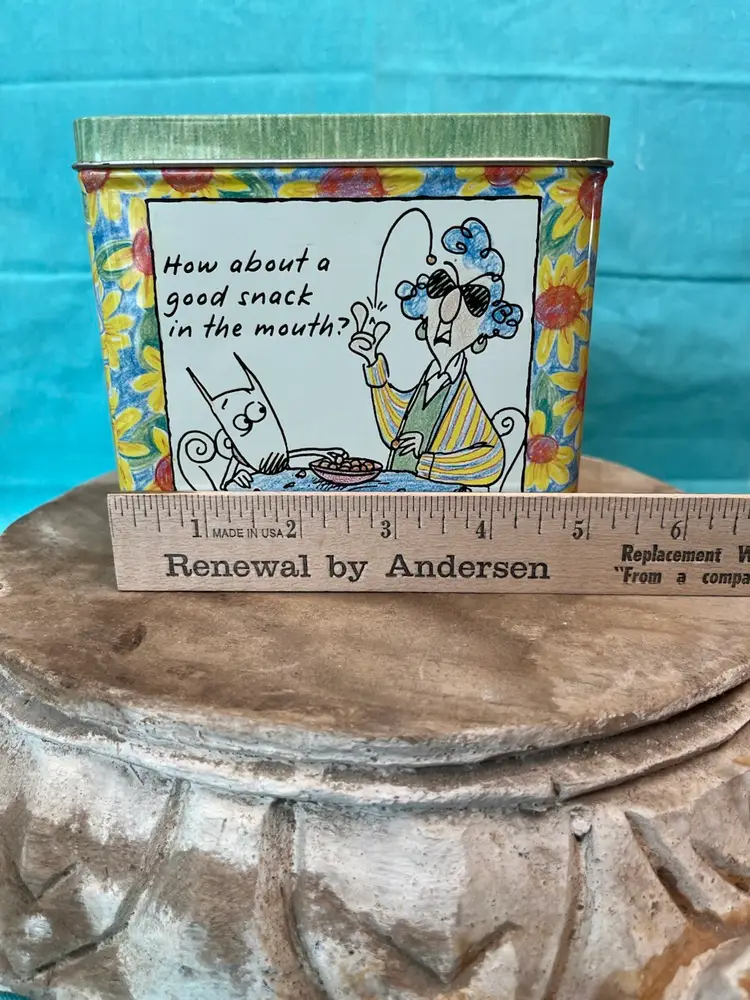 How about a
good snack
in the mouth?
1 MADE IN USA 2 3 4 5 6
Renewal by Andersen
Replacement W
"From a compa